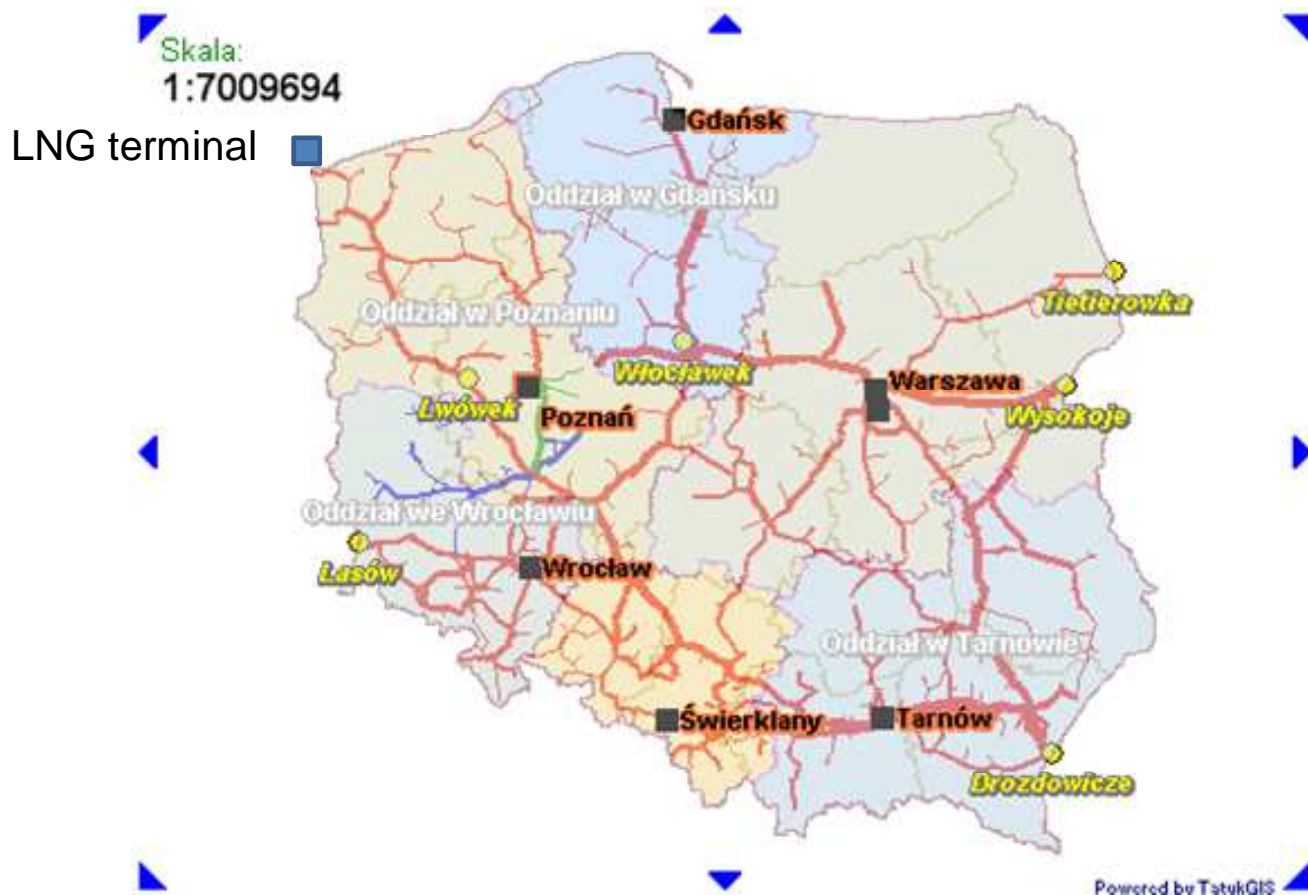 Skala:
1:7009694
LNG terminal
Gdańsk
Oddział w Gdańsku
Tietierowka
Oddział w Poznaniu
Włocławek
Warszawa
Lwówek
Wysokoje
Poznań
Oddział we Wrocławiu
Lasów
Wrocław
Oddział w Tarnowie
Świerklany
Tarnów
Drozdowicze
Powered by TatukGIS